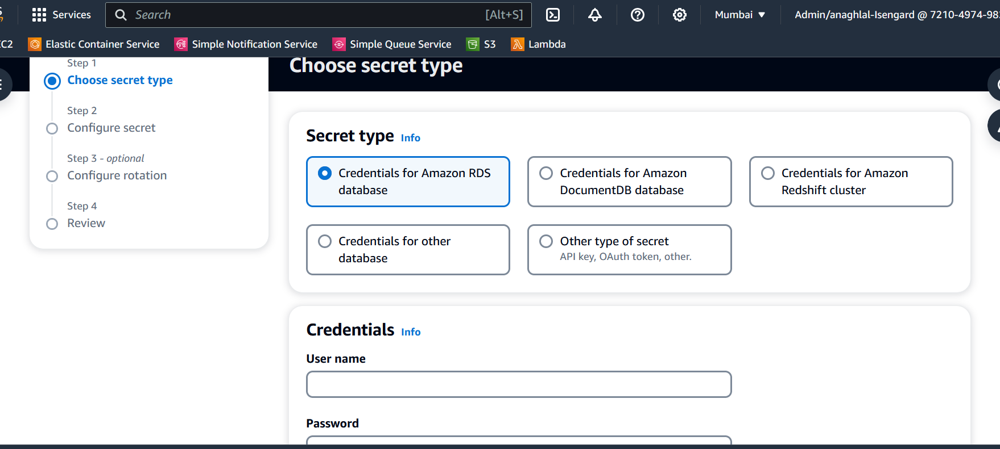 Services
Search
[Alt+S]
Mumbai ▼
Admin/anaghlal-Isengard @ 7210-4974-98
EC2
Elastic Container Service
Simple Notification Service
Simple Queue Service
S3
Lambda
Step 1
Choose secret type
Step 2
Configure secret
Step 3 - optional
Configure rotation
Step 4
Review
Choose secret type
Secret type Info
Credentials for Amazon RDS
database
Credentials for Amazon
DocumentDB database
Credentials for Amazon
Redshift cluster
Credentials for other
database
Other type of secret
API key, OAuth token, other.
Credentials Info
User name
Password